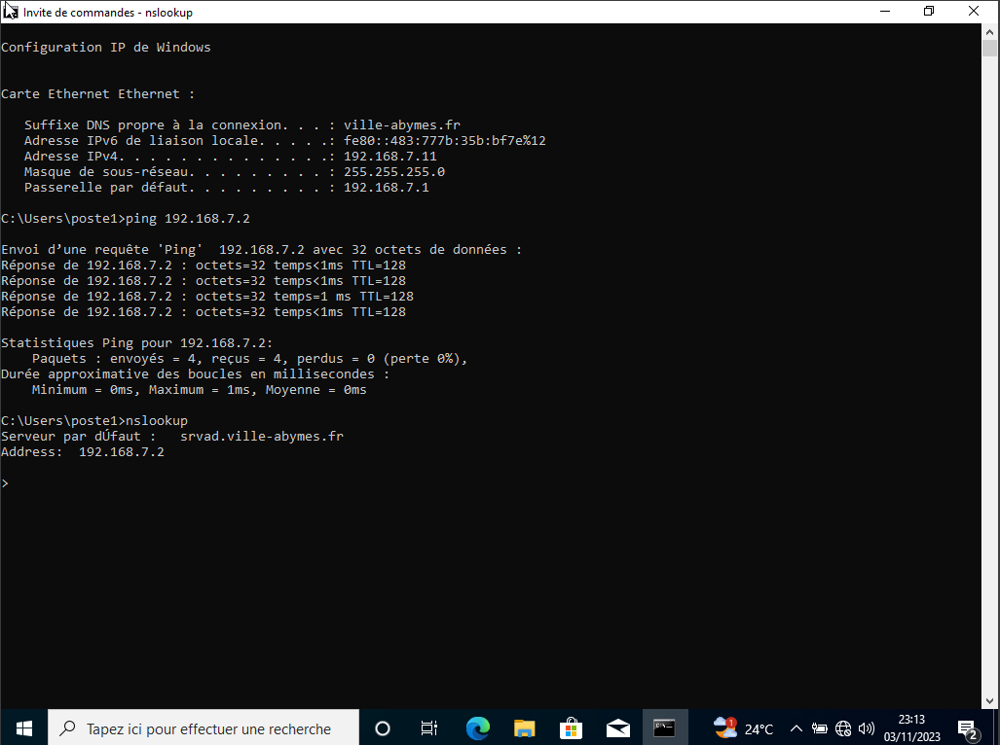 Invite de commandes - nslookup
Configuration IP de Windows
Carte Ethernet Ethernet :
Suffixe DNS propre à la connexion. . . : ville-abymes.fr
Adresse IPv6 de liaison locale. . . . .: fe80::483:777b:35b:bf7e%12
Adresse IPv4. . . . . . . . . . . . . .: 192.168.7.11
Masque de sous-réseau. . . . . . . . . : 255.255.255.0
Passerelle par défaut. . . . . . . . . : 192.168.7.1
C:\Users\poste1>ping 192.168.7.2
Envoi d’une requête 'Ping'  192.168.7.2 avec 32 octets de données :
Réponse de 192.168.7.2 : octets=32 temps<1ms TTL=128
Réponse de 192.168.7.2 : octets=32 temps<1ms TTL=128
Réponse de 192.168.7.2 : octets=32 temps=1 ms TTL=128
Réponse de 192.168.7.2 : octets=32 temps<1ms TTL=128
Statistiques Ping pour 192.168.7.2:
Paquets : envoyés = 4, reçus = 4, perdus = 0 (perte 0%),
Durée approximative des boucles en millisecondes :
Minimum = 0ms, Maximum = 1ms, Moyenne = 0ms
C:\Users\poste1>nslookup
Serveur par dÚfaut :   srvad.ville-abymes.fr
Address:  192.168.7.2
>
Tapez ici pour effectuer une recherche
1
24°C
23:13
03/11/2023
2